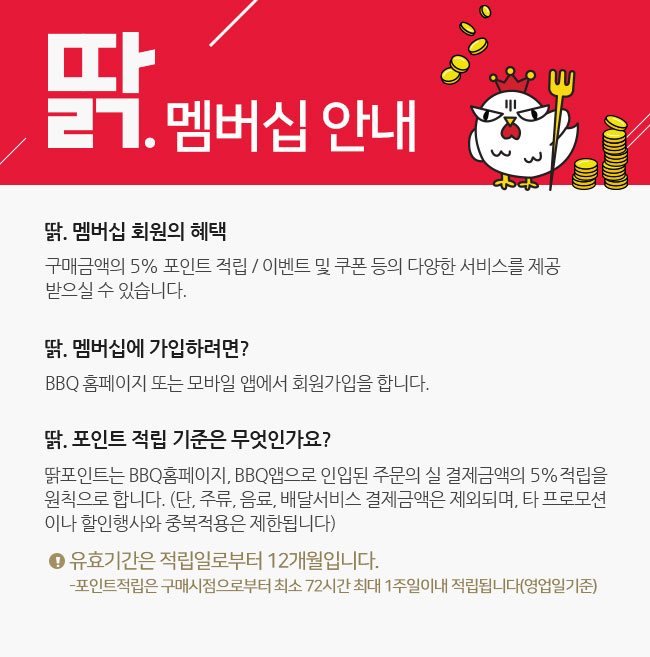 딹. 멤버십 안내
딹. 멤버십 회원의 혜택
구매금액의 5% 포인트 적립 / 이벤트 및 쿠폰 등의 다양한 서비스를 제공
받으실 수 있습니다.
딹. 멤버십에 가입하려면?
BBQ 홈페이지 또는 모바일 앱에서 회원가입을 합니다.
딹. 포인트 적립 기준은 무엇인가요?
딹포인트는 BBQ홈페이지, BBQ앱으로 인입된 주문의 실 결제금액의 5%적립을
원칙으로 합니다. (단, 주류, 음료, 배달서비스 결제금액은 제외되며, 타 프로모션
이나 할인행사와 중복적용은 제한됩니다)
! 유효기간은 적립일로부터 12개월입니다.
-포인트적립은 구매시점으로부터 최소 72시간 최대 1주일이내 적립됩니다(영업일기준)